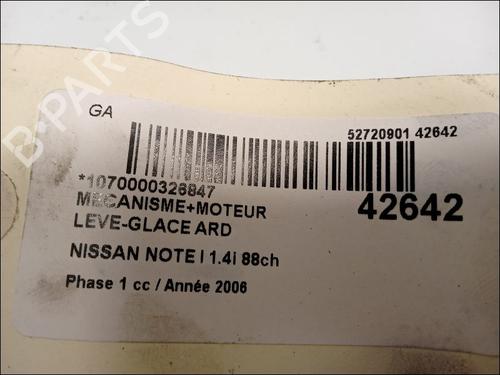 B-PARTS
GA
52720901 42642
*1070000326847
MECANISME+MOTEUR
42642
LEVE-GLACE ARD
NISSAN NOTE I 1.4i 88ch
Phase 1 cc / Année 2006